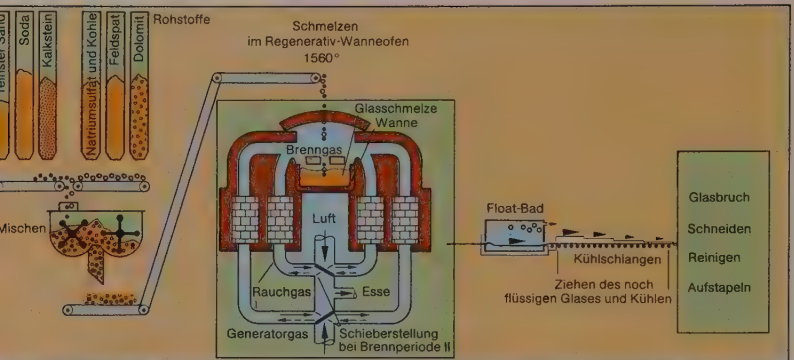 feinster Sand
Soda
Kalkstein
Natriumsulfat und Kohle
Feldspat
Dolomit
Rohstoffe
Schmelzen
im Regenerativ-Wanneofen
1560°
Glasschmelze
Wanne
Brenngas
Mischen
Luft
Rauchgas
Esse
Generatorgas
Schieberstellung
bei Brennperiode II
Float-Bad
Kühlschlangen
Ziehen des noch
flüssigen Glases und Kühlen
Glasbruch
Schneiden
Reinigen
Aufstapeln